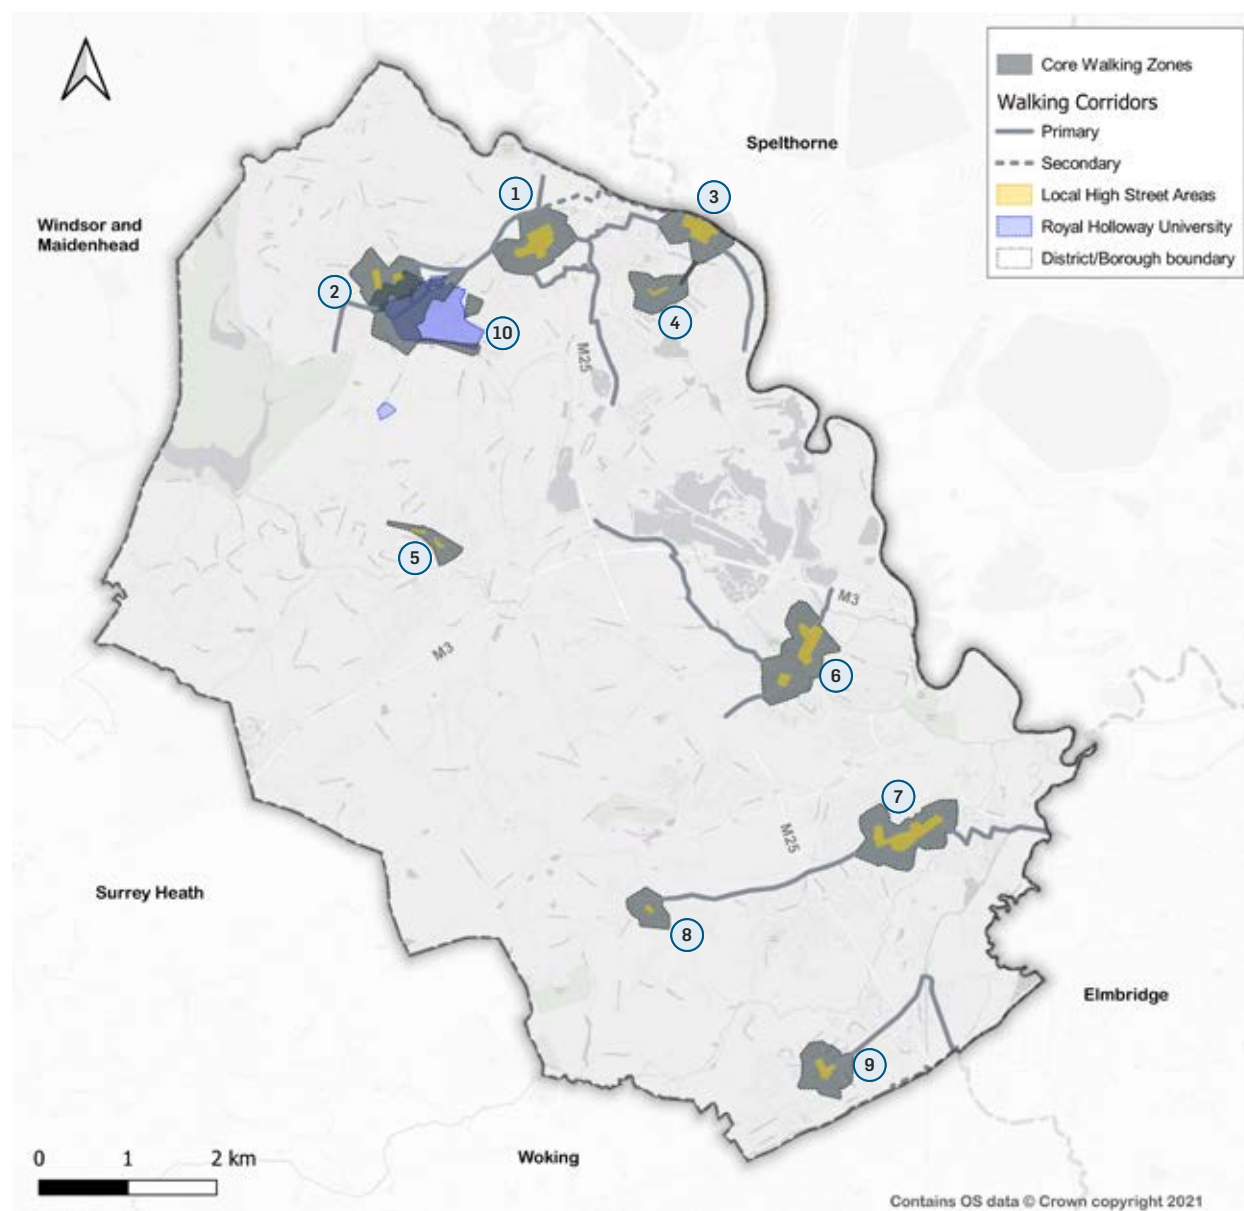 Core Walking Zones
Walking Corridors
Primary
Secondary
Local High Street Areas
Royal Holloway University
District/Borough boundary
Spelthorne
Windsor and
Maidenhead
1
3
2
4
10
M25
5
M3
M3
6
7
M25
8
Surrey Heath
Elmbridge
9
Woking
0 1 2 km
Contains OS data © Crown copyright 2021